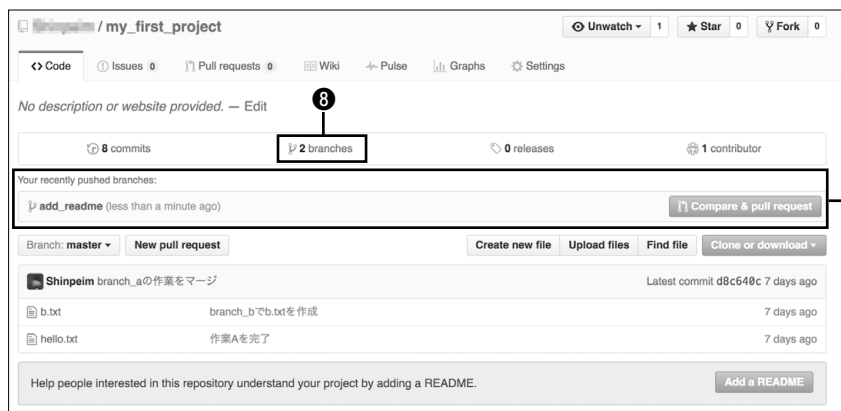 / my_first_project Unwatch 1 Star 0 Fork 0
Code Issues 0 Pull requests 0 Wiki Pulse Graphs Settings
No description or website provided. — Edit
8
8 commits 2 branches 0 releases 1 contributor
Your recently pushed branches:
add_readme (less than a minute ago) Compare & pull request
Branch: master New pull request Create new file Upload files Find file Clone or download
Shinpeim branch_aの作業をマージ Latest commit d8c640c 7 days ago
b.txt branch_bでb.txtを作成 7 days ago
hello.txt 作業Aを完了 7 days ago
Help people interested in this repository understand your project by adding a README. Add a README